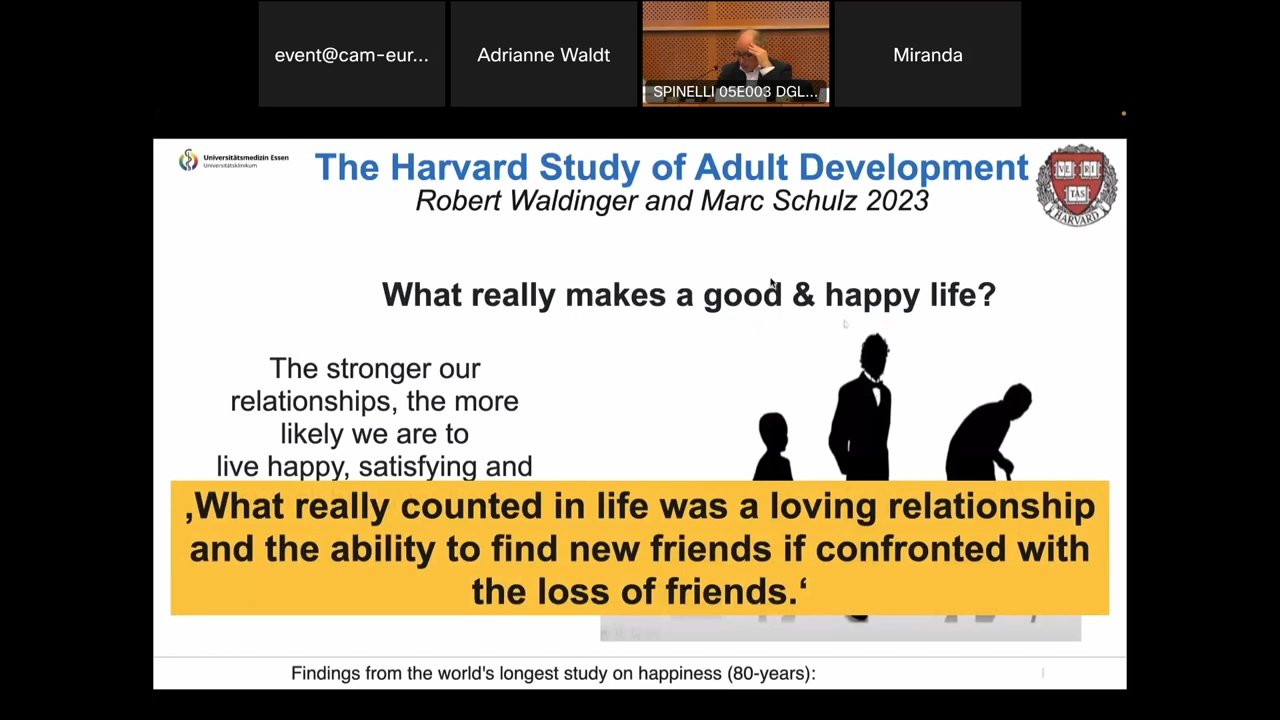 event@cam-eur...
Adrianne Waldt
SPINELLI 05E003 DGL...
Miranda
Universitätsmedizin Essen
Universitätsklinikum
The Harvard Study of Adult Development
Robert Waldinger and Marc Schulz 2023
VE RI
TAS
HARVARD
What really makes a good & happy life?
The stronger our
relationships, the more
likely we are to
live happy, satisfying and
‚What really counted in life was a loving relationship
and the ability to find new friends if confronted with
the loss of friends.‘
Findings from the world's longest study on happiness (80-years):